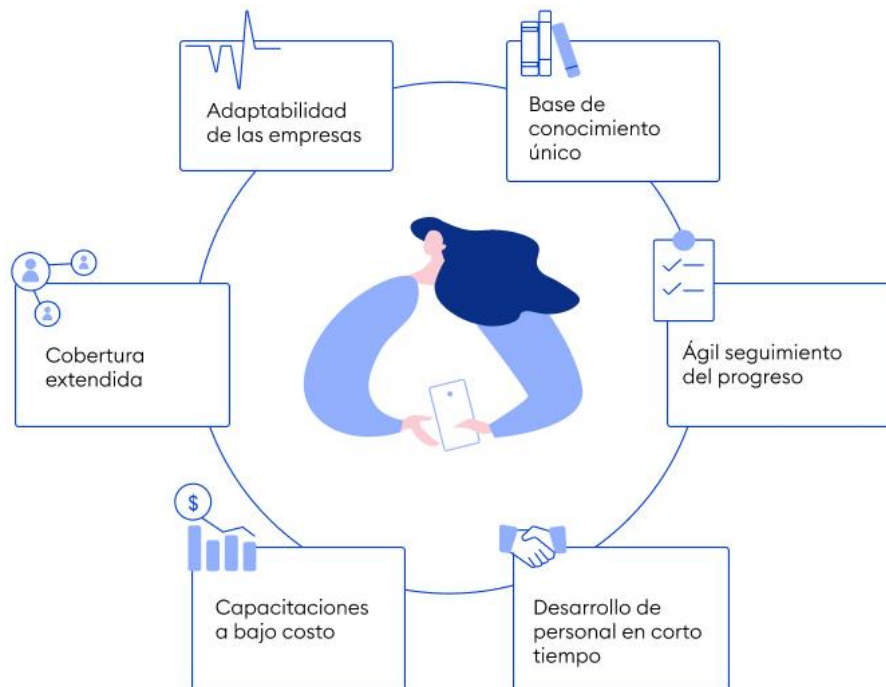 Adaptabilidad
de las empresas
Base de
conocimiento
único
Cobertura
extendida
Ágil seguimiento
del progreso
$
Capacitaciones
a bajo costo
Desarrollo de
personal en corto
tiempo